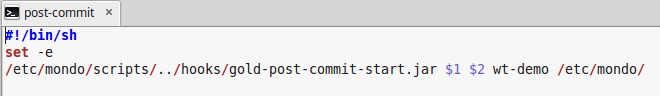 post-commit ×
#!/bin/sh
set -e
/etc/mondo/scripts/../hooks/gold-post-commit-start.jar $1 $2 wt-demo /etc/mondo/